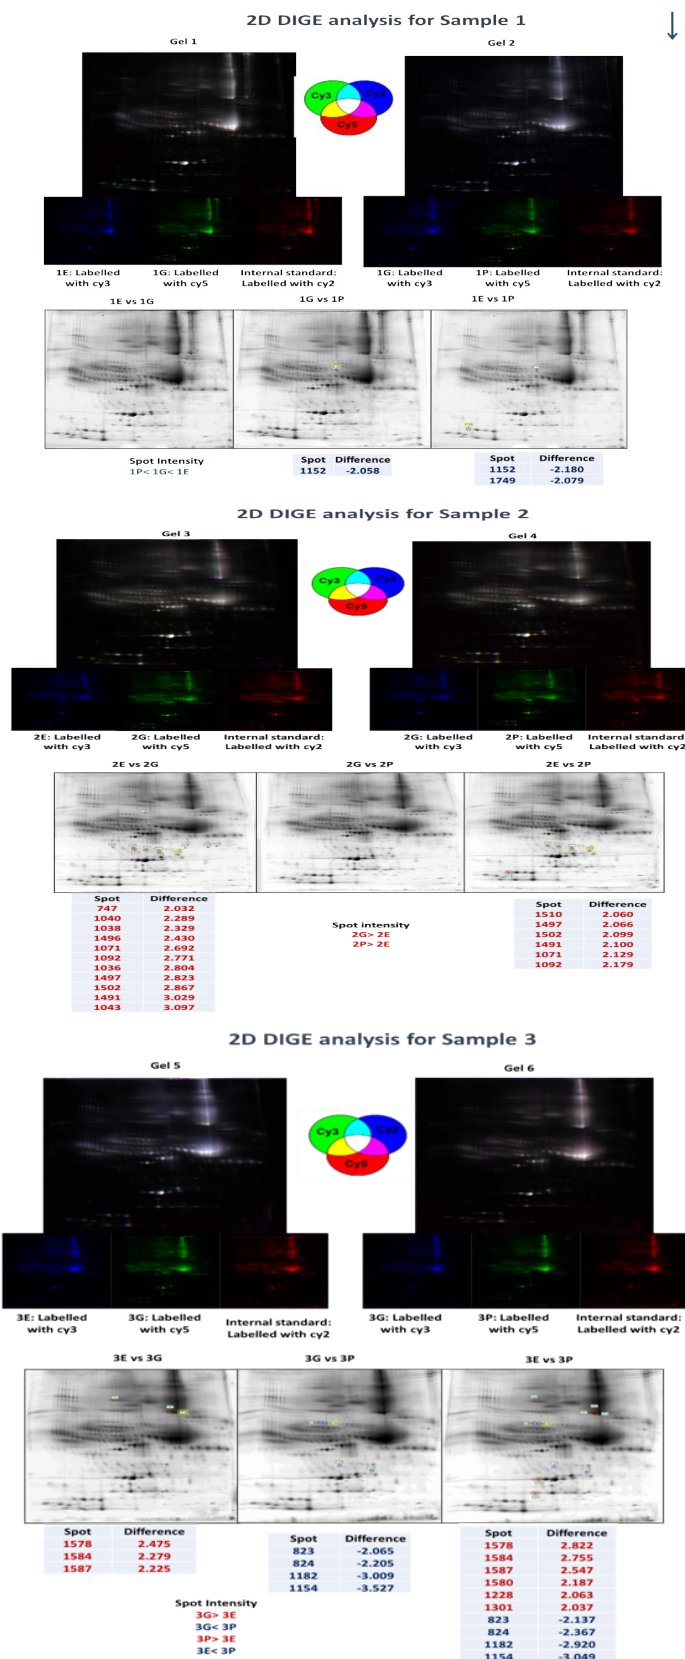 2D DIGE analysis for Sample 1
Gel 1
Gel 2
Cy3
Cy2
Cy5
1E: Labelled with cy3
1G: Labelled with cy5
Internal standard: Labelled with cy2
1G: Labelled with cy3
1P: Labelled with cy5
Internal standard: Labelled with cy2
1E vs 1G
1G vs 1P
1E vs 1P
Spot Intensity
1P< 1G< 1E
Spot Difference
1152 -2.058
Spot Difference
1152 -2.180
1749 -2.079
2D DIGE analysis for Sample 2
Gel 3
Gel 4
Cy3
Cy2
Cy5
2E: Labelled with cy3
2G: Labelled with cy5
Internal standard: Labelled with cy2
2G: Labelled with cy3
2P: Labelled with cy5
Internal standard: Labelled with cy2
2E vs 2G
2G vs 2P
2E vs 2P
Spot Difference
747 2.032
1040 2.289
1038 2.329
1496 2.430
1071 2.692
1092 2.771
1036 2.804
1497 2.823
1502 2.867
1491 3.029
1043 3.097
Spot intensity
2G> 2E
2P> 2E
Spot Difference
1510 2.060
1497 2.066
1502 2.099
1491 2.100
1071 2.129
1092 2.179
2D DIGE analysis for Sample 3
Gel 5
Gel 6
Cy3
Cy2
Cy5
3E: Labelled with cy3
3G: Labelled with cy5
Internal standard: Labelled with cy2
3G: Labelled with cy3
3P: Labelled with cy5
Internal standard: Labelled with cy2
3E vs 3G
3G vs 3P
3E vs 3P
Spot Difference
1578 2.475
1584 2.279
1587 2.225
Spot Difference
823 -2.065
824 -2.205
1182 -3.009
1154 -3.527
Spot Intensity
3G> 3E
3G< 3P
3P> 3E
3E< 3P
Spot Difference
1578 2.822
1584 2.755
1587 2.547
1580 2.187
1228 2.063
1301 2.037
823 -2.137
824 -2.367
1182 -2.920
1154 -3.049